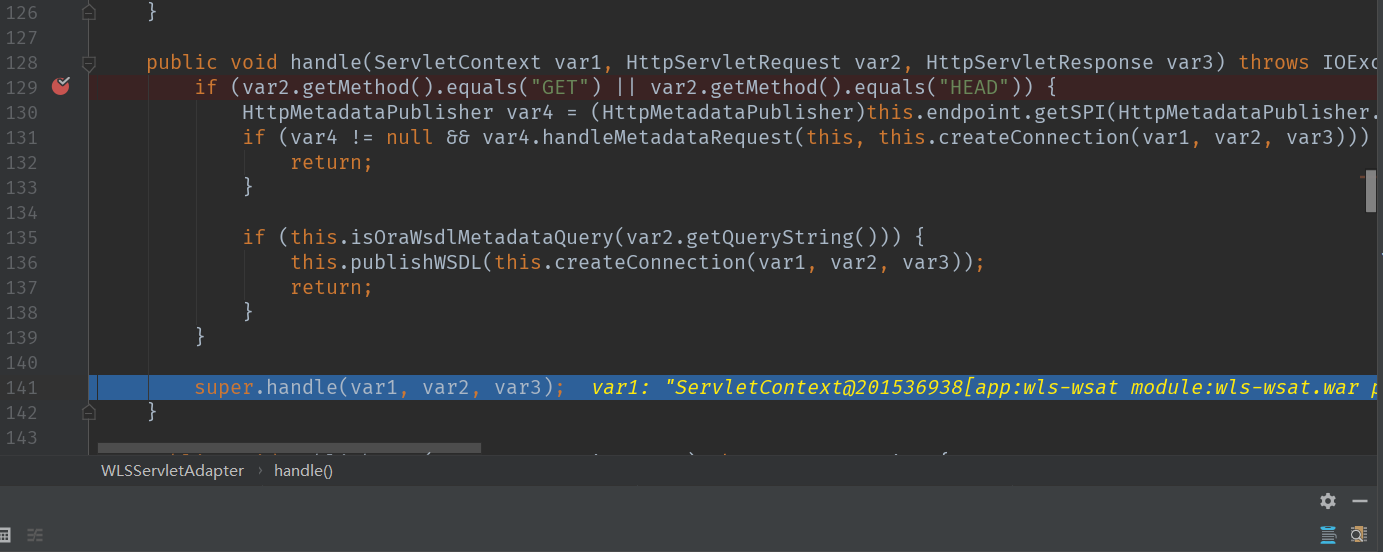 126 }
127
128 public void handle(ServletContext var1, HttpServletRequest var2, HttpServletResponse var3) throws IOExc
129 if (var2.getMethod().equals("GET") || var2.getMethod().equals("HEAD")) {
130 HttpMetadataPublisher var4 = (HttpMetadataPublisher)this.endpoint.getSPI(HttpMetadataPublisher.
131 if (var4 != null && var4.handleMetadataRequest(this, this.createConnection(var1, var2, var3)))
132 return;
133 }
134
135 if (this.isOraWsdlMetadataQuery(var2.getQueryString())) {
136 this.publishWSDL(this.createConnection(var1, var2, var3));
137 return;
138 }
139 }
140
141 super.handle(var1, var2, var3); var1: "ServletContext@201536938[app:wls-wsat module:wls-wsat.war p
142 }
143
WLSServletAdapter › handle()